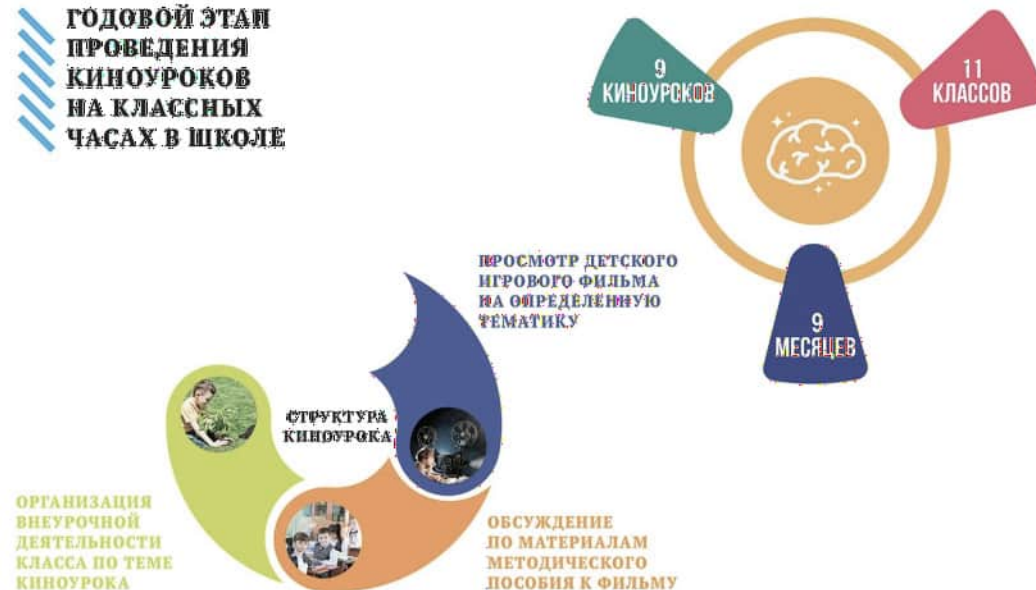 ГОДОВОЙ ЭТАП
ПРОВЕДЕНИЯ
КИНОУРОКОВ
НА КЛАССНЫХ
ЧАСАХ В ШКОЛЕ
9
КИНОУРОКОВ
11
КЛАССОВ
9
МЕСЯЦЕВ
ПРОСМОТР ДЕТСКОГО
ИГРОВОГО ФИЛЬМА
НА ОПРЕДЕЛЕННУЮ
ТЕМАТИКУ
СТРУКТУРА
КИНОУРОКА
ОРГАНИЗАЦИЯ
ВНЕУРОЧНОЙ
ДЕЯТЕЛЬНОСТИ
КЛАССА ПО ТЕМЕ
КИНОУРОКА
ОБСУЖДЕНИЕ
ПО МАТЕРИАЛАМ
МЕТОДИЧЕСКОГО
ПОСОБИЯ К ФИЛЬМУ